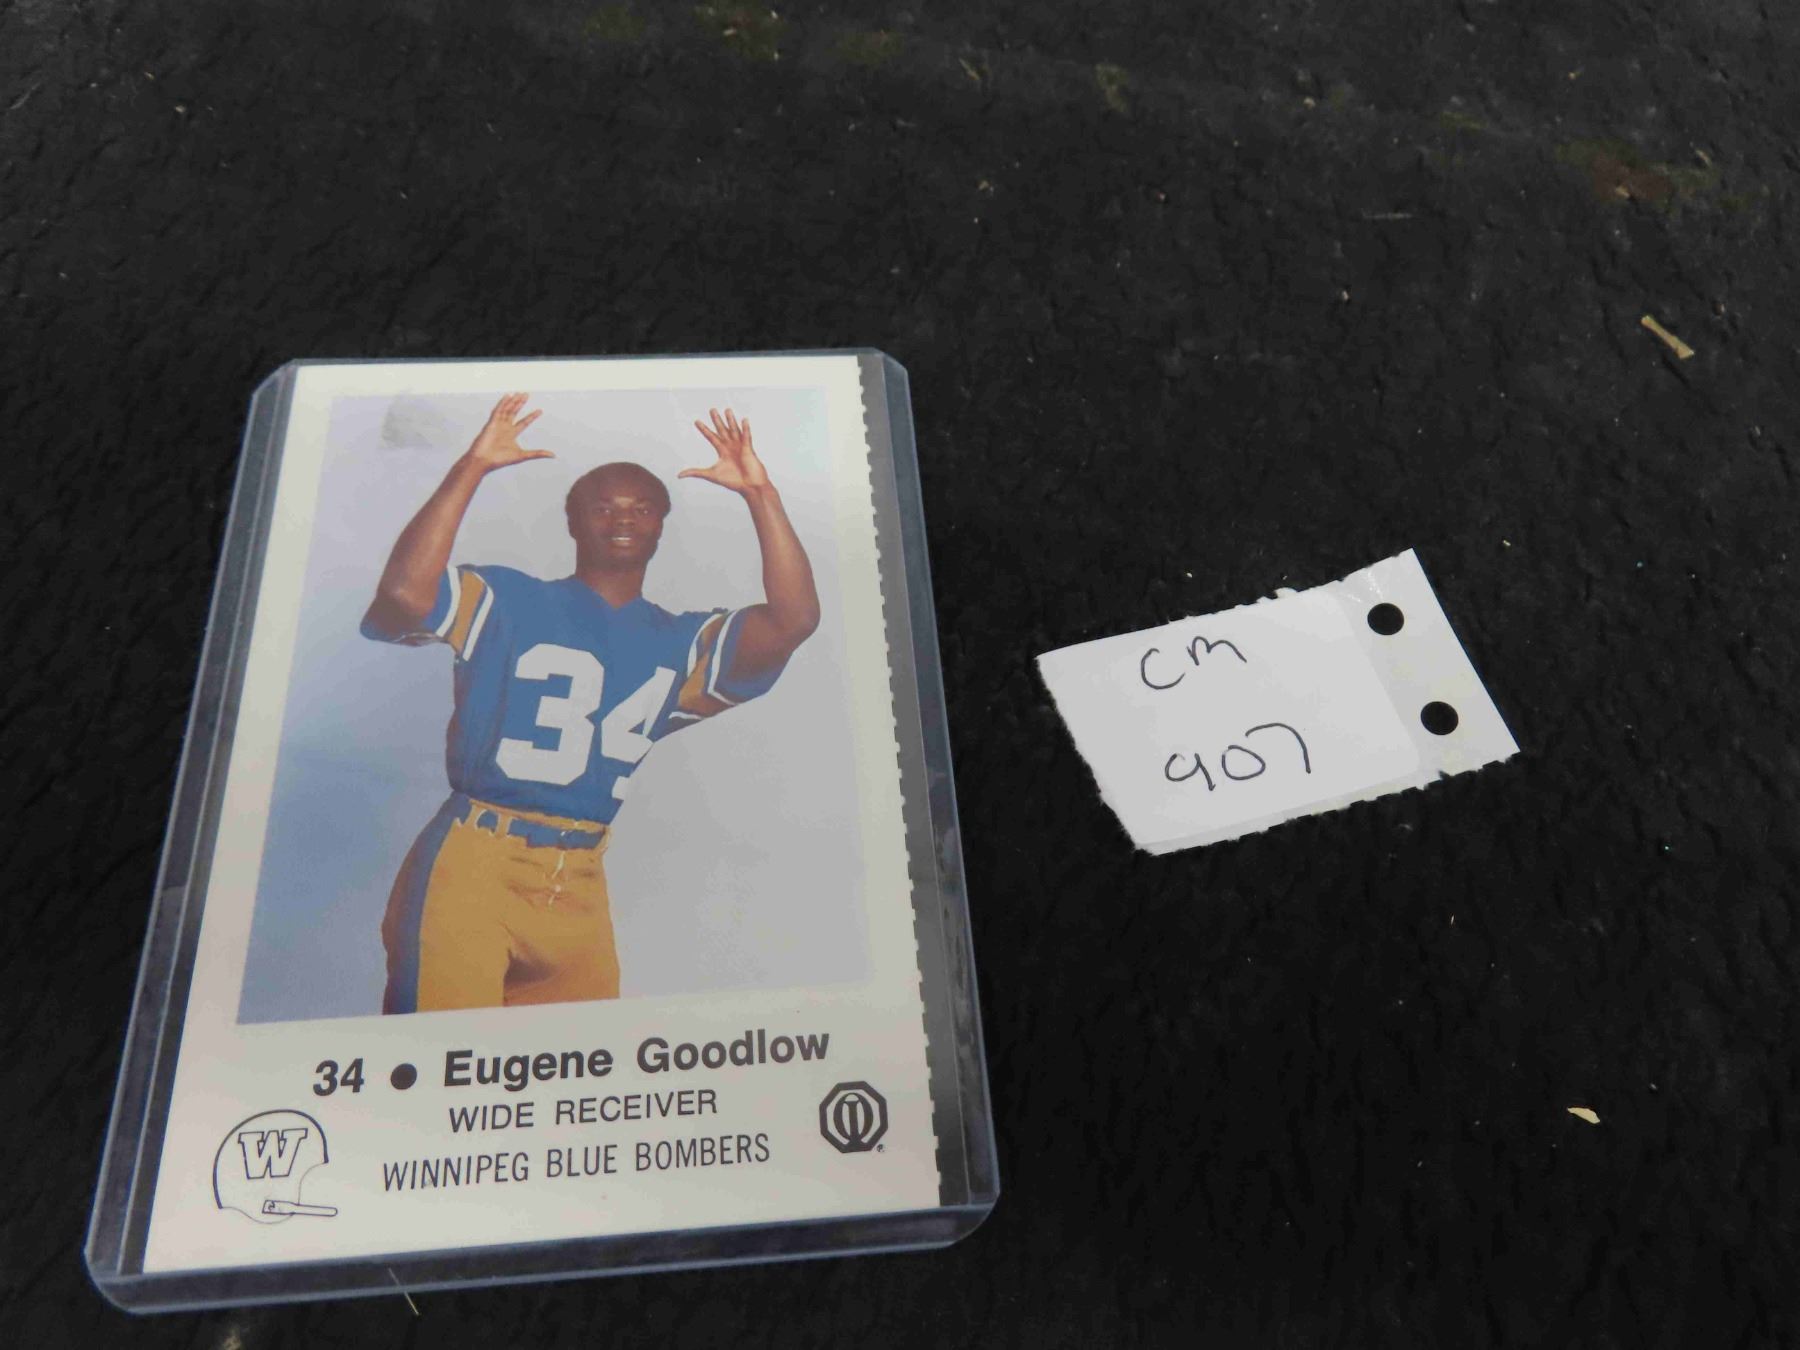 34
34 • Eugene Goodlow
WIDE RECEIVER
WINNIPEG BLUE BOMBERS
W
CM
907